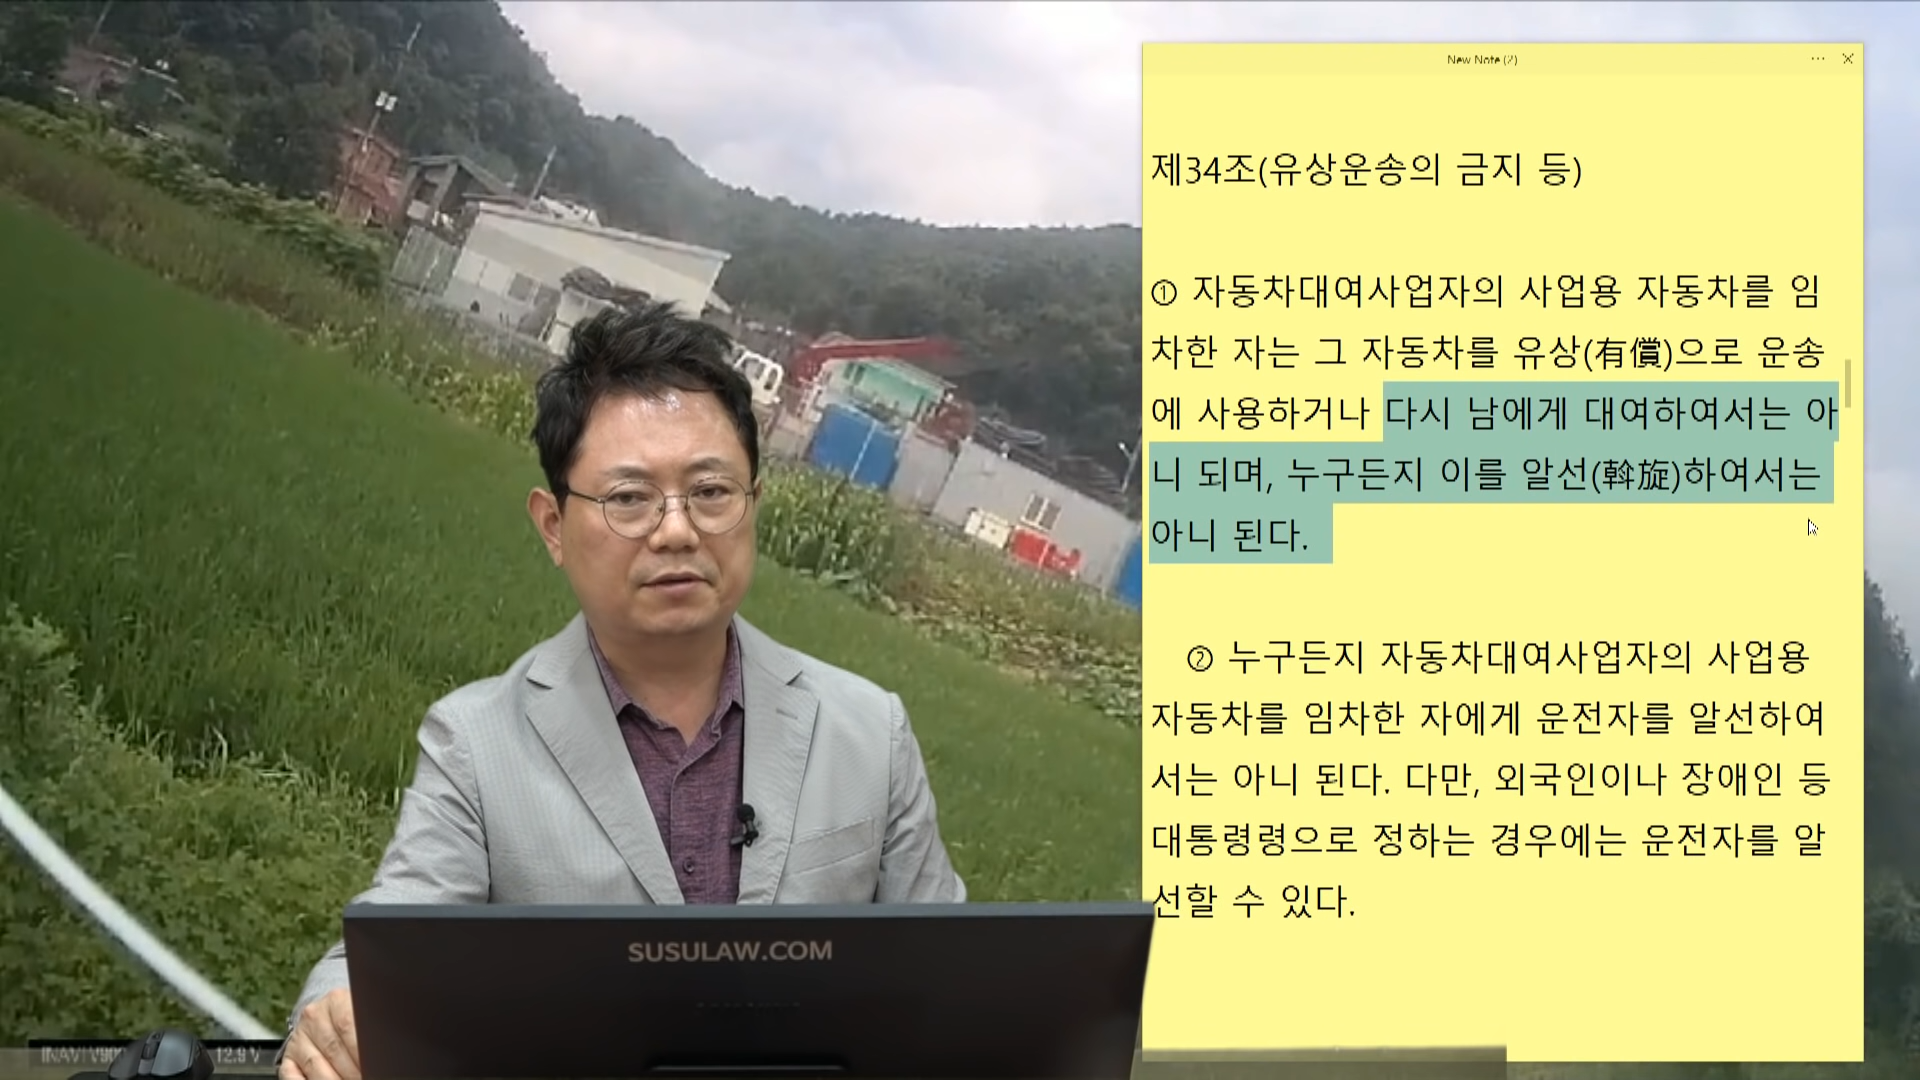 New Note (2)
제34조(유상운송의 금지 등)
① 자동차대여사업자의 사업용 자동차를 임
차한 자는 그 자동차를 유상(有償)으로 운송
에 사용하거나 다시 남에게 대여하여서는 아
니 되며, 누구든지 이를 알선(斡旋)하여서는
아니 된다.
② 누구든지 자동차대여사업자의 사업용
자동차를 임차한 자에게 운전자를 알선하여
서는 아니 된다. 다만, 외국인이나 장애인 등
대통령령으로 정하는 경우에는 운전자를 알
선할 수 있다.
SUSULAW.COM
12.9 V